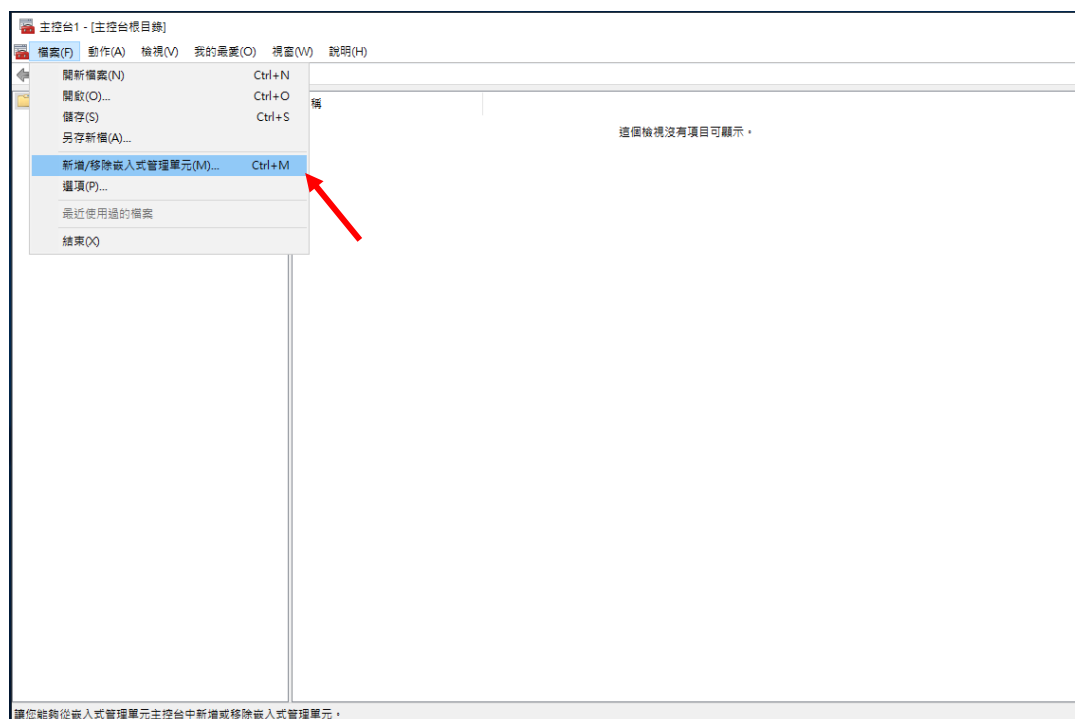 主控台1 - [主控台根目錄]
檔案(F) 動作(A) 檢視(V) 我的最愛(O) 視窗(W) 說明(H)
開新檔案(N) Ctrl+N
開啟(O)... Ctrl+O
儲存(S) Ctrl+S
另存新檔(A)...
新增/移除嵌入式管理單元(M)... Ctrl+M
選項(P)...
最近使用過的檔案
結束(X)
稱
這個檢視沒有項目可顯示。
讓您能夠從嵌入式管理單元主控台中新增或移除嵌入式管理單元。